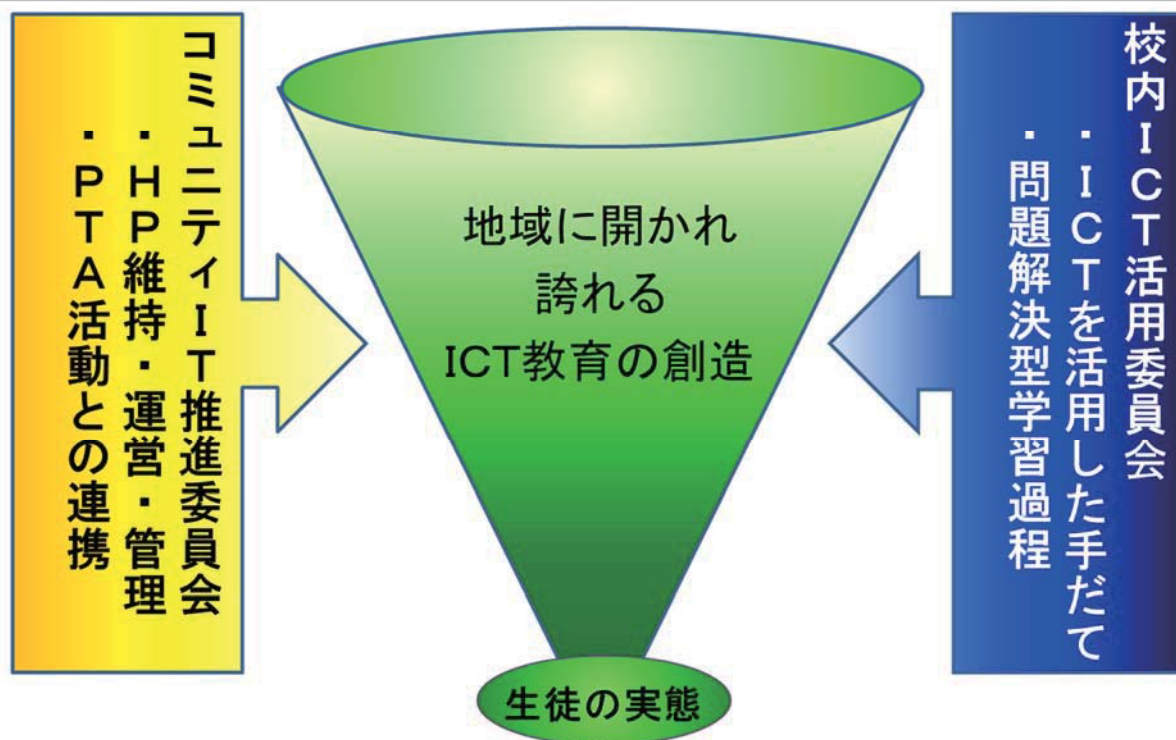 コミュニティIT推進委員会
・HP維持・運営・管理
・PTA活動との連携
地域に開かれ
誇れる
ICT教育の創造
生徒の実態
校内ICT活用委員会
・ICTを活用した手だて
・問題解決型学習過程